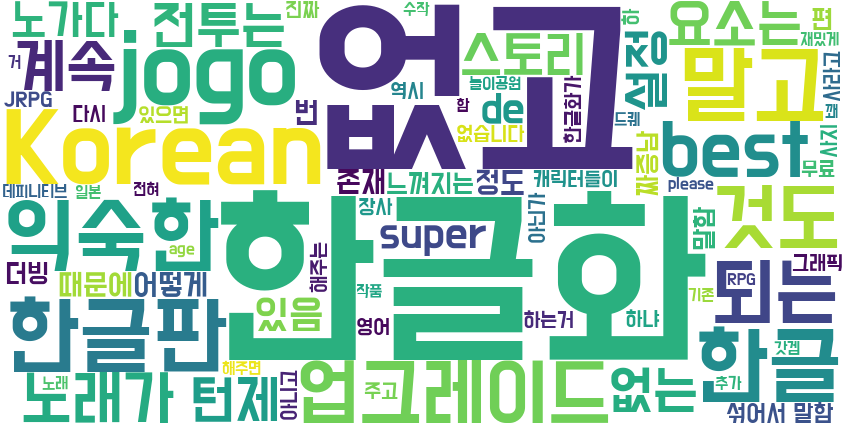 노가다 전투는 진짜 수작 없고 스토리 요소는 편
거 계속 jogo 놀이공원 하 재밌게
JRPG 다시 있으면 번 역시 de 한글화가 설정 말고 사라고
Korean 없습니다 함 드퀘 짜증남 best 무료
데피니티브 일본 전혀 존재 느껴지는 정도 캐릭터들이 please
익숙한 장사 super 아닌가 말함 것도
age 한글화
더빙 때문에 어떻게 해주는 그래픽
한글판 있음 작품 영어 하는거 하냐 기존 RPG 되는
해주면 갓겜 한글
노래 노래가 턴제 아니고 주고 업그레이드 없는 추가
섞어서 말함